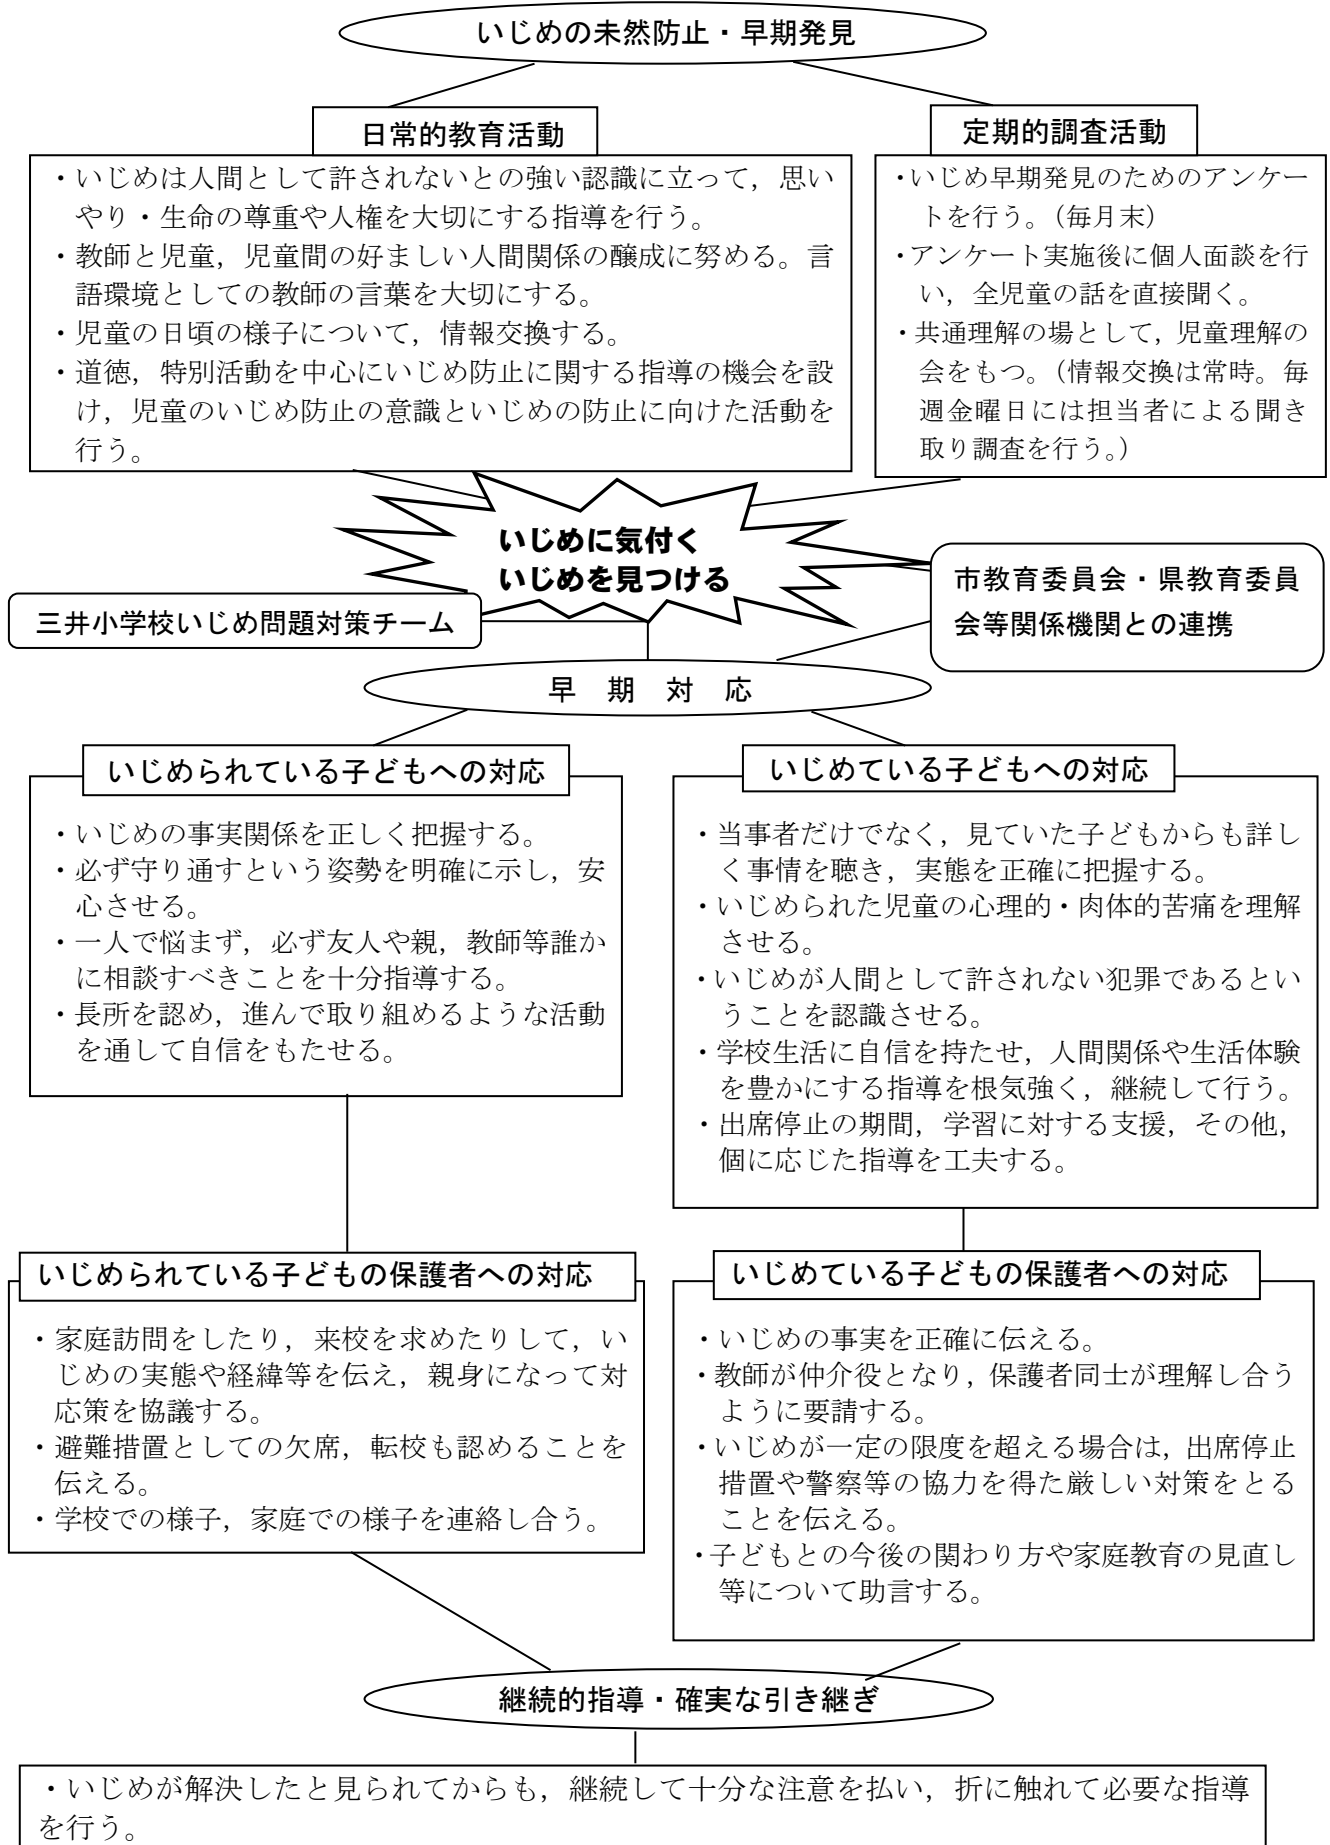 いじめの未然防止・早期発見
日常的教育活動
・いじめは人間として許されないとの強い認識に立って，思い
やり・生命の尊重や人権を大切にする指導を行う。
・教師と児童，児童間の好ましい人間関係の醸成に努める。言
語環境としての教師の言葉を大切にする。
・児童の日頃の様子について，情報交換する。
・道徳，特別活動を中心にいじめ防止に関する指導の機会を設
け，児童のいじめ防止の意識といじめの防止に向けた活動を
行う。
定期的調査活動
・いじめ早期発見のためのアンケー
トを行う。（毎月末）
・アンケート実施後に個人面談を行
い，全児童の話を直接聞く。
・共通理解の場として，児童理解の
会をもつ。（情報交換は常時。毎
週金曜日には担当者による聞き
取り調査を行う。）
いじめに気付く
いじめを見つける
三井小学校いじめ問題対策チーム
市教育委員会・県教育委員
会等関係機関との連携
早　期　対　応
いじめられている子どもへの対応
・いじめの事実関係を正しく把握する。
・必ず守り通すという姿勢を明確に示し，安
心させる。
・一人で悩まず，必ず友人や親，教師等誰か
に相談すべきことを十分指導する。
・長所を認め，進んで取り組めるような活動
を通して自信をもたせる。
いじめている子どもへの対応
・当事者だけでなく，見ていた子どもからも詳し
く事情を聴き，実態を正確に把握する。
・いじめられた児童の心理的・肉体的苦痛を理解
させる。
・いじめが人間として許されない犯罪であるとい
うことを認識させる。
・学校生活に自信を持たせ，人間関係や生活体験
を豊かにする指導を根気強く，継続して行う。
・出席停止の期間，学習に対する支援，その他，
個に応じた指導を工夫する。
いじめられている子どもの保護者への対応
・家庭訪問をしたり，来校を求めたりして，い
じめの実態や経緯等を伝え，親身になって対
応策を協議する。
・避難措置としての欠席，転校も認めることを
伝える。
・学校での様子，家庭での様子を連絡し合う。
いじめている子どもの保護者への対応
・いじめの事実を正確に伝える。
・教師が仲介役となり，保護者同士が理解し合う
ように要請する。
・いじめが一定の限度を超える場合は，出席停止
措置や警察等の協力を得た厳しい対策をとる
ことを伝える。
・子どもとの今後の関わり方や家庭教育の見直し
等について助言する。
継続的指導・確実な引き継ぎ
・いじめが解決したと見られてからも，継続して十分な注意を払い，折に触れて必要な指導
を行う。